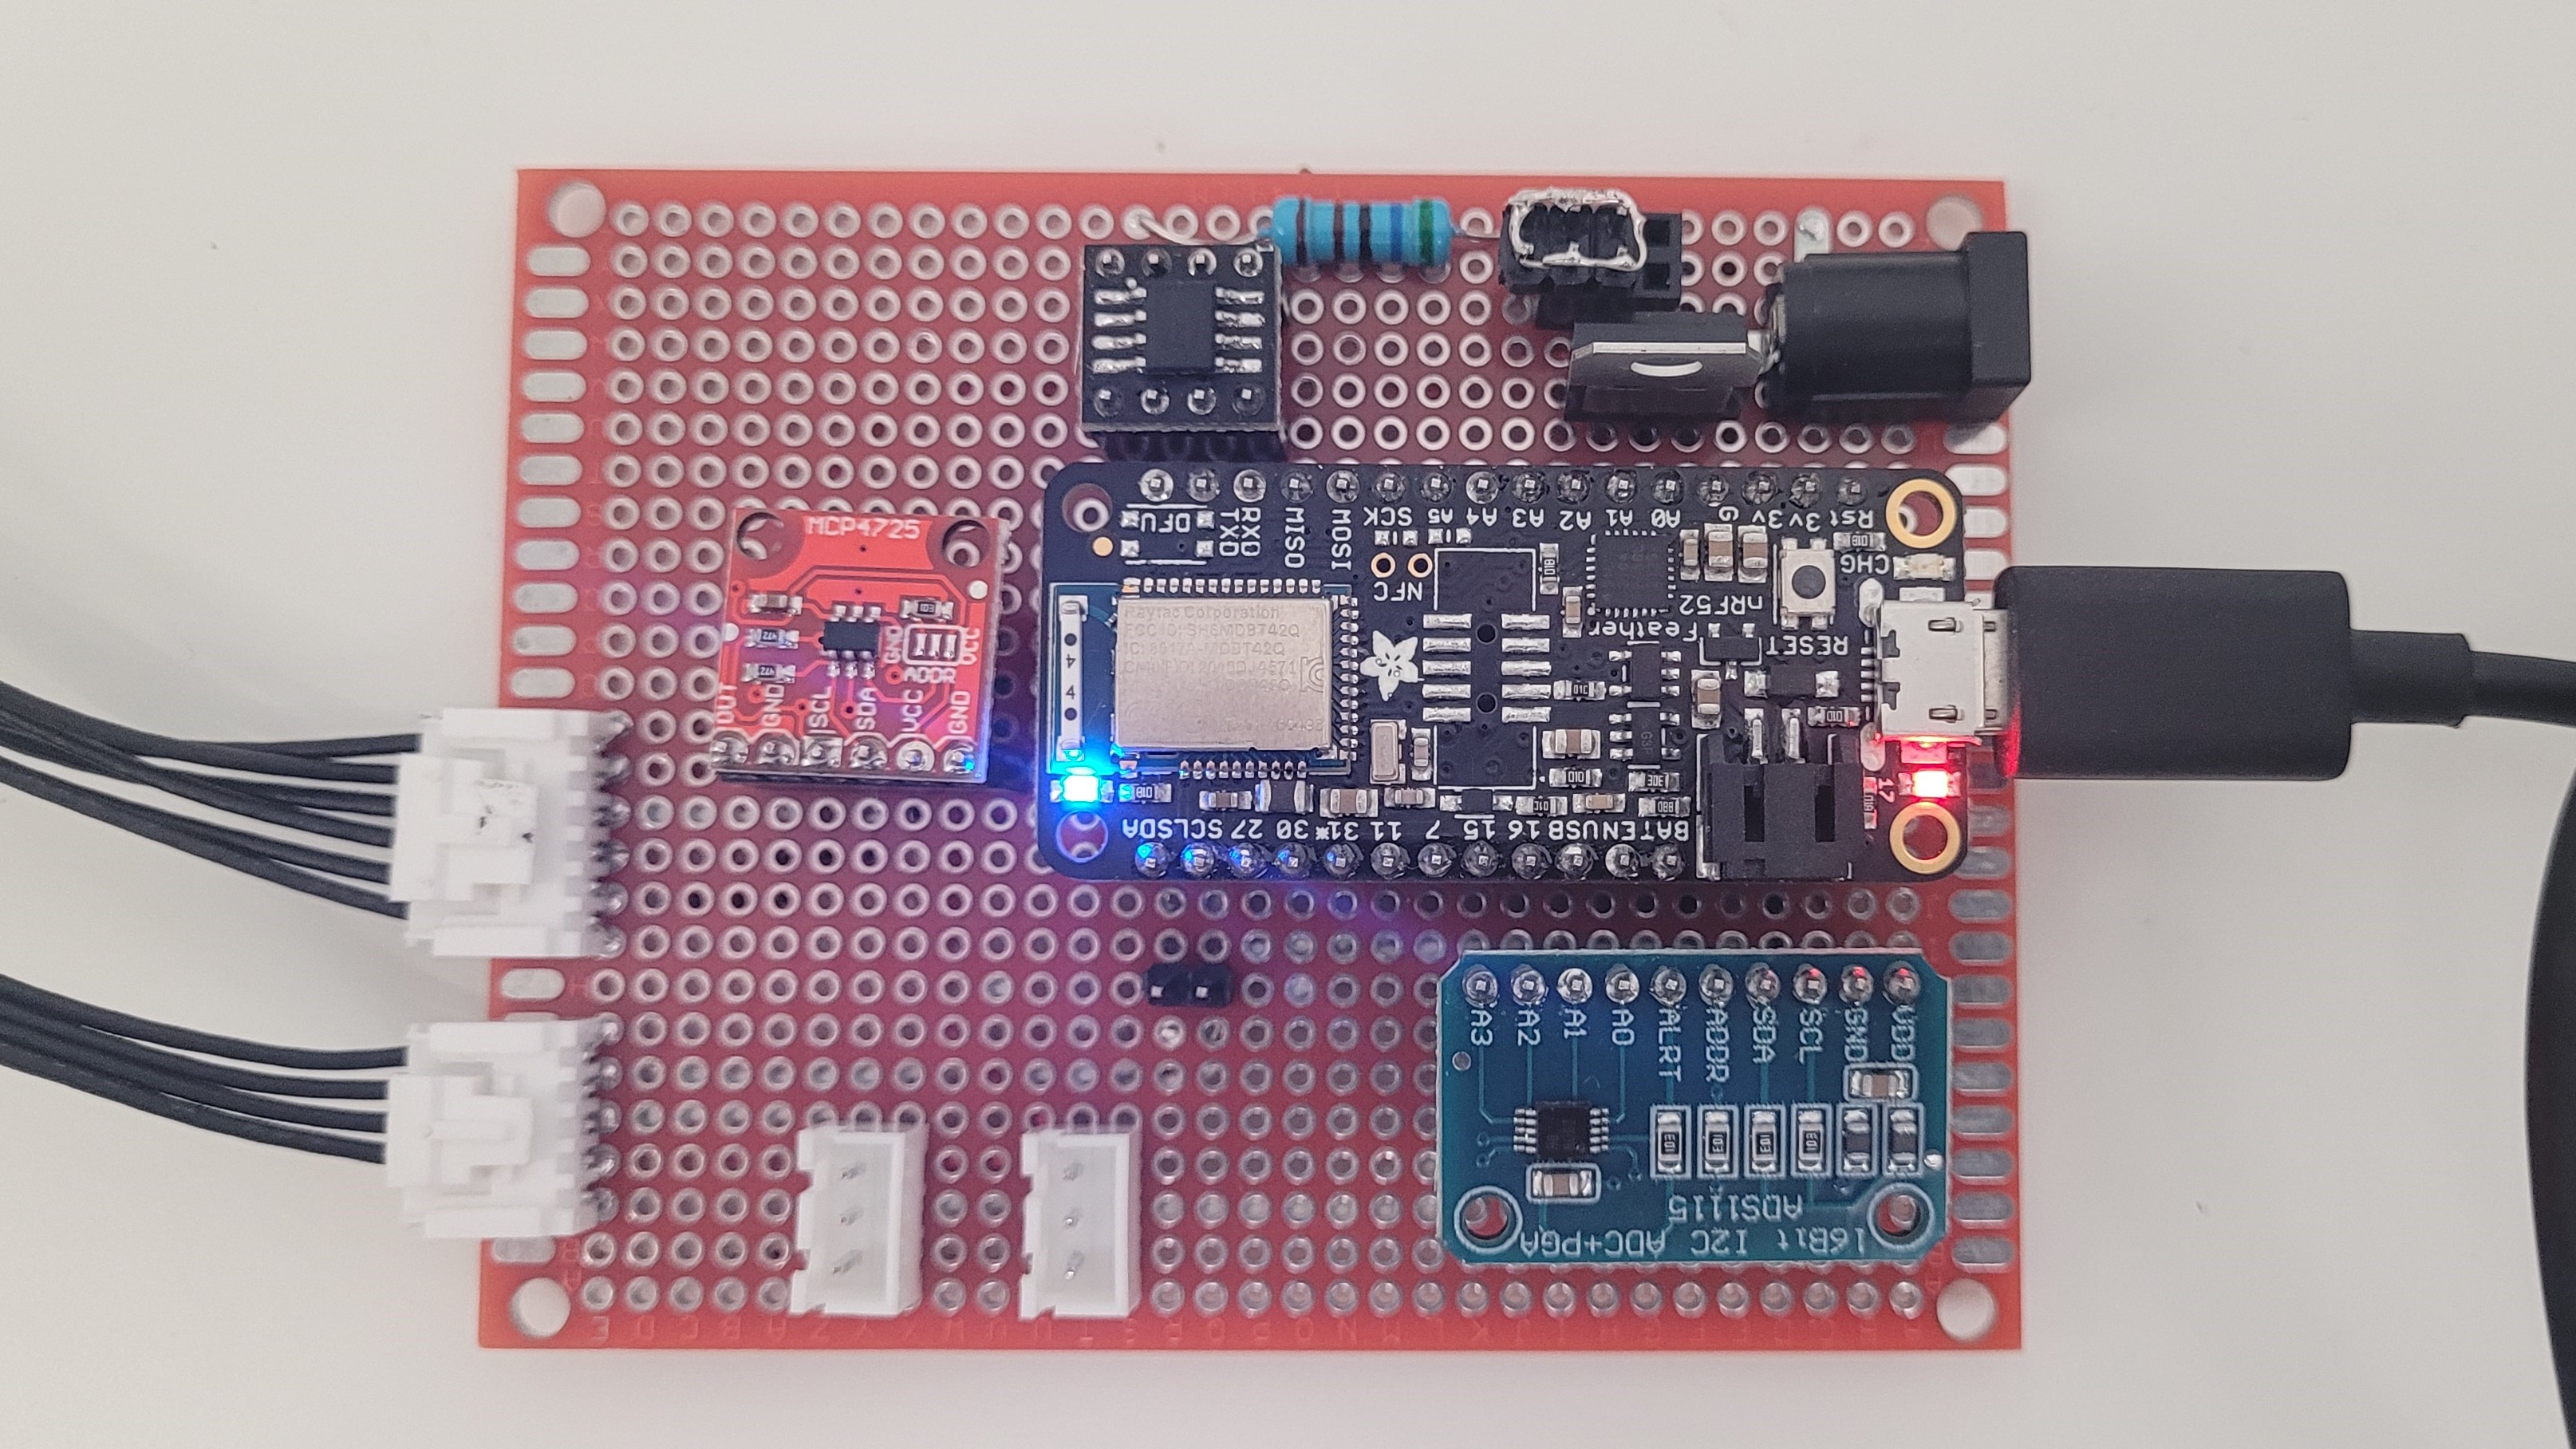 MCP4725
OUT
GND
SCL
SDA
VCC
GND
GND
VCC
ADDR
472
472
DFU
TXD
RXD
MISO
MOSI
SCK
A5
A4
A3
A2
A1
A0
G
3v
3v
Rst
NFC
nRF52
Feather
CHG
RESET
Raytac Corporation
17
SDA
SCL
27
30
31*
11
7
15
16
USB
EN
BAT
A3
A2
A1
A0
ALRT
ADDR
SDA
SCL
GND
VDD
ADS1115
16Bit I2C ADC+PGA